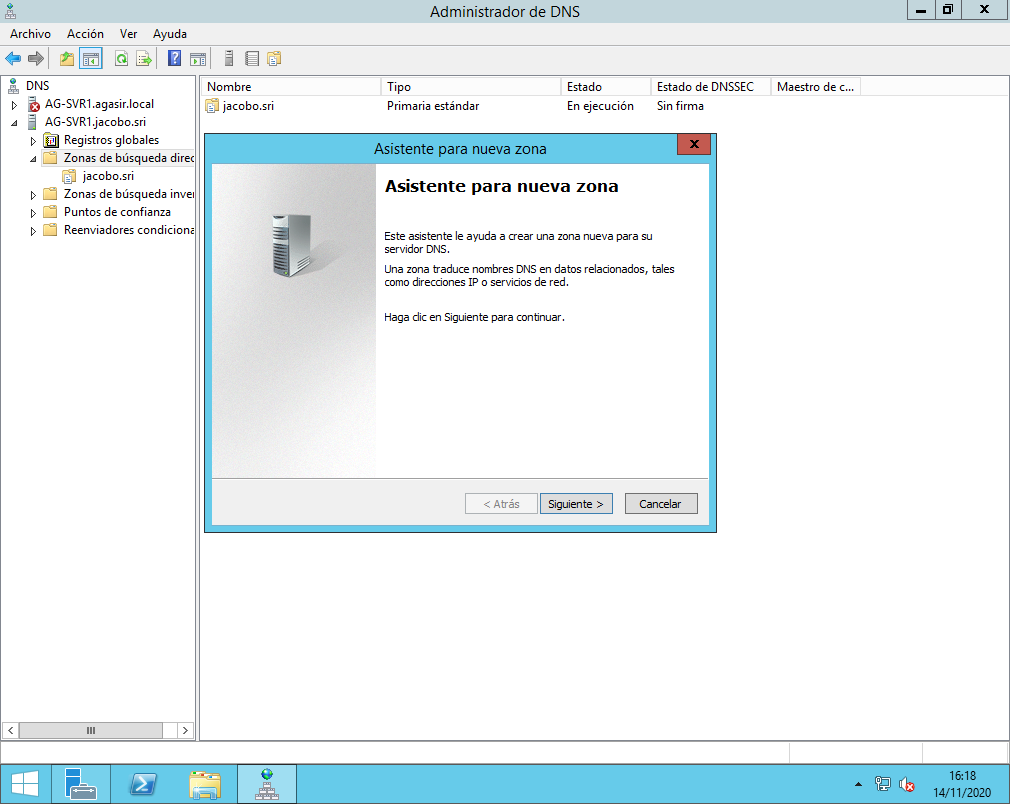 Administrador de DNS
Archivo Acción Ver Ayuda
DNS
AG-SVR1.agasir.local
AG-SVR1.jacobo.sri
Registros globales
Zonas de búsqueda direc
jacobo.sri
Zonas de búsqueda inver
Puntos de confianza
Reenviadores condiciona
Nombre Tipo Estado Estado de DNSSEC Maestro de c...
jacobo.sri Primaria estándar En ejecución Sin firma
Asistente para nueva zona
Asistente para nueva zona
Este asistente le ayuda a crear una zona nueva para su
servidor DNS.
Una zona traduce nombres DNS en datos relacionados, tales
como direcciones IP o servicios de red.
Haga clic en Siguiente para continuar.
< Atrás Siguiente > Cancelar
16:18
14/11/2020